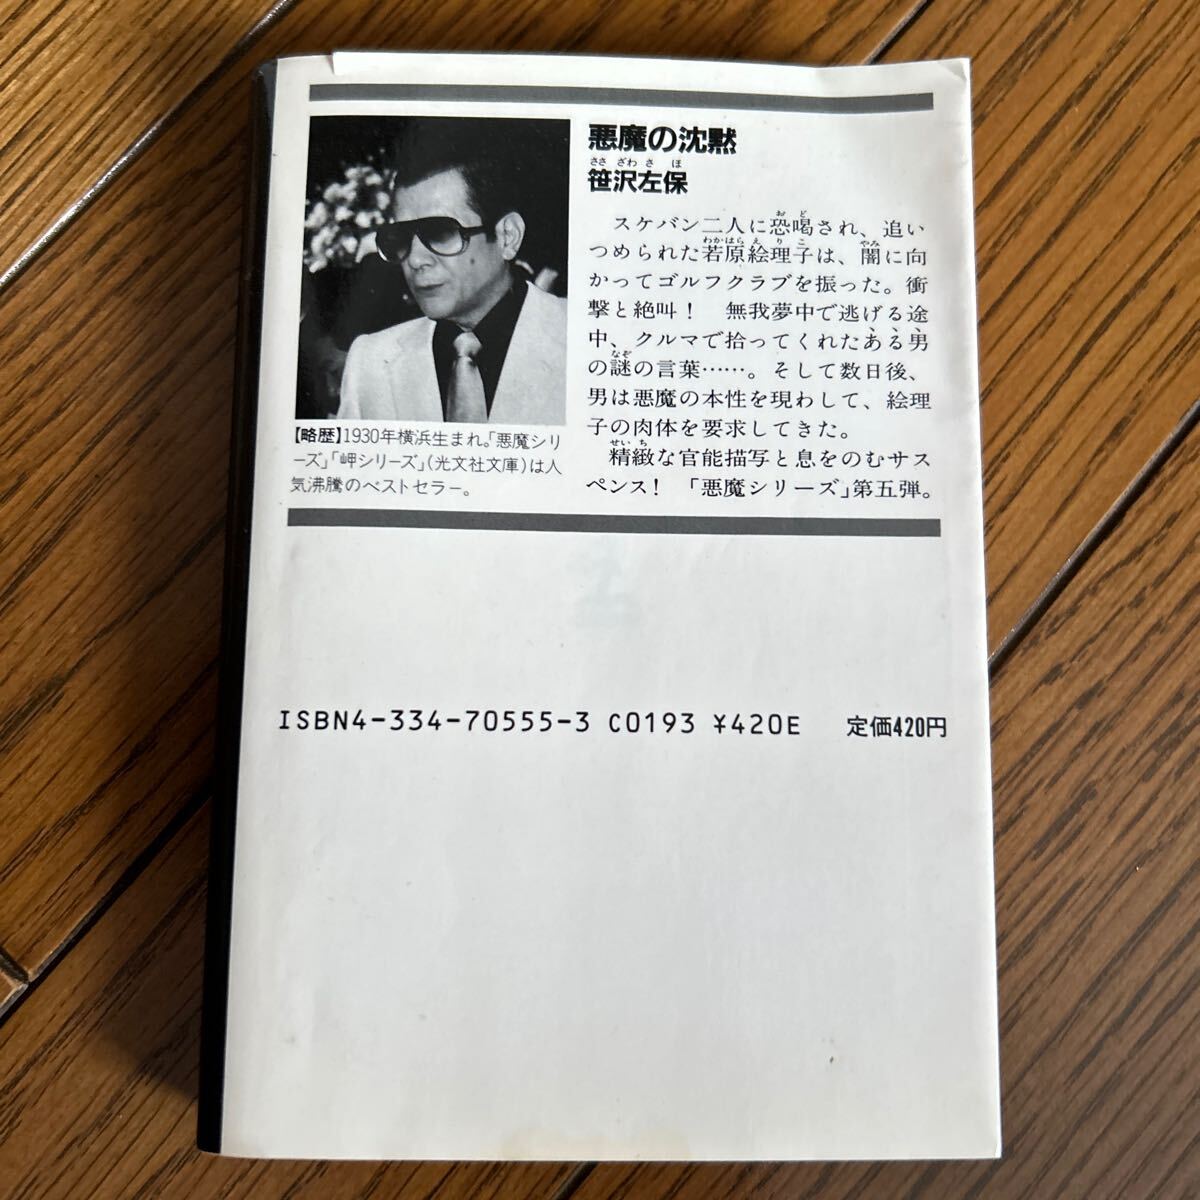 悪魔の沈黙
ささざわさほ
笹沢左保
おど
スケバン二人に恐喝され、追い
わかはらえりこ やみ
つめられた若原絵理子は、闇に向
かってゴルフクラブを振った。衝
撃と絶叫！ 無我夢中で逃げる途
中、クルマで拾ってくれたある男
なぞ
の謎の言葉……。そして数日後、
男は悪魔の本性を現わして、絵理
子の肉体を要求してきた。
せいち
精緻な官能描写と息をのむサス
ペンス！ 「悪魔シリーズ」第五弾。
【略歴】1930年横浜生まれ。「悪魔シリ
ーズ」「岬シリーズ」(光文社文庫)は人
気沸騰のベストセラー。
ISBN4-334-70555-3 C0193 ¥420E 定価420円